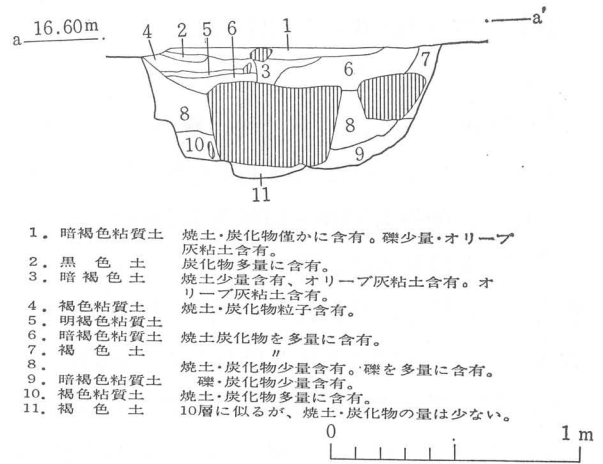 a 16.60m a'
4 2 5 6 1
3 6 7
8 8
10 9
11
1. 暗褐色粘質土 焼土・炭化物僅かに含有。礫少量・オリーブ
灰粘土含有。
2. 黒色土 炭化物多量に含有。
3. 暗褐色土 焼土少量含有、オリーブ灰粘土含有。オ
リーブ灰粘土含有。
4. 褐色粘質土 焼土・炭化物粒子含有。
5. 明褐色粘質土
6. 暗褐色粘質土 焼土炭化物を多量に含有。
7. 褐色土 〃
8. 焼土・炭化物少量含有。礫を多量に含有。
9. 暗褐色粘質土 礫・炭化物少量含有。
10. 褐色粘質土 焼土・炭化物多量に含有。
11. 褐色土 10層に似るが、焼土・炭化物の量は少ない。
0 1m